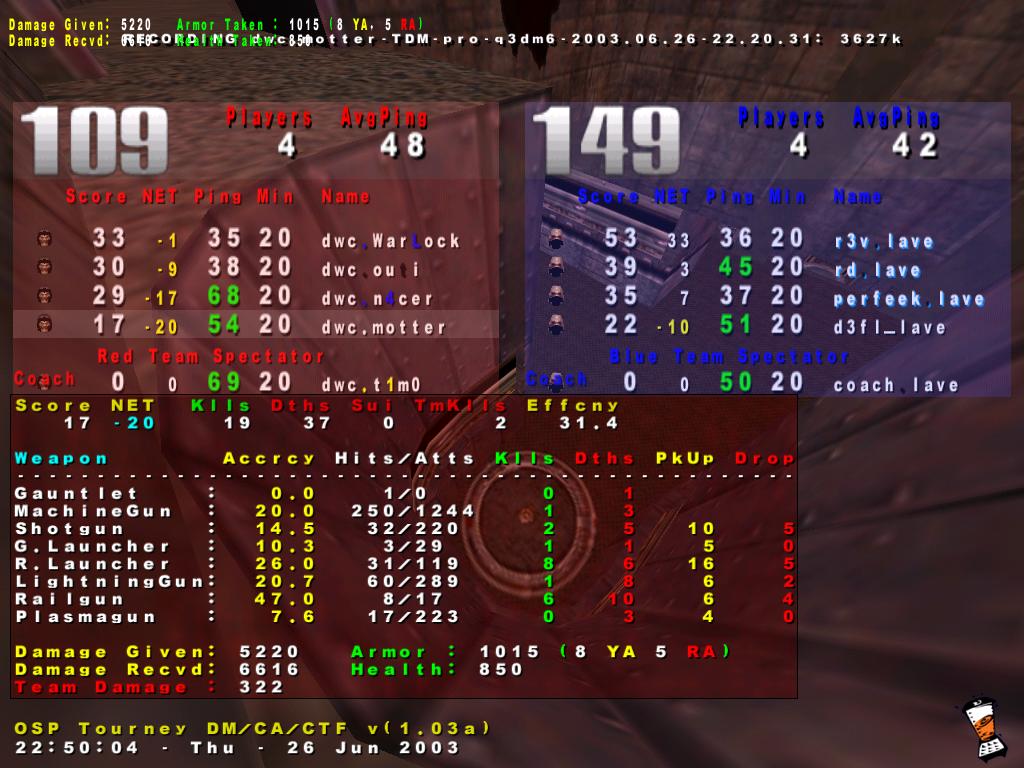 Damage Given: 5220 Armor Taken : 1015 (8 YA, 5 RA)
Damage Recvd: 6616 Health Taken: 850
RECORDING dwc.motter-TDM-pro-q3dm6-2003.06.26-22.20.31: 3627k
109 Players AvgPing
4 48
Score NET Ping Min Name
33 -1 35 20 dwc.WarLock
30 -9 38 20 dwc.ou i
29 -17 68 20 dwc.n4cer
17 -20 54 20 dwc.motter
Red Team Spectator
Coach 0 0 69 20 dwc.t1m0
149 Players AvgPing
4 42
Score NET Ping Min Name
53 33 36 20 r3v.lave
39 3 45 20 rd.lave
35 7 37 20 perfeek.lave
22 -10 51 20 d3fl_lave
Blue Team Spectator
Coach 0 0 50 20 coach.lave
Score NET Klls Dths Sui TmKlls Effcny
17 -20 19 37 0 2 31.4
Weapon Accrcy Hits/Atts Klls Dths PkUp Drop
Gauntlet : 0.0 1/0 0 1
MachineGun : 20.0 250/1244 1 3
Shotgun : 14.5 32/220 2 5 10 5
G.Launcher : 10.3 3/29 1 1 5 0
R.Launcher : 26.0 31/119 8 6 16 5
LightningGun: 20.7 60/289 1 8 6 2
Railgun : 47.0 8/17 6 10 6 4
Plasmagun : 7.6 17/223 0 3 4 0
Damage Given: 5220 Armor : 1015 (8 YA 5 RA)
Damage Recvd: 6616 Health: 850
Team Damage : 322
OSP Tourney DM/CA/CTF v(1.03a)
22:50:04 - Thu - 26 Jun 2003